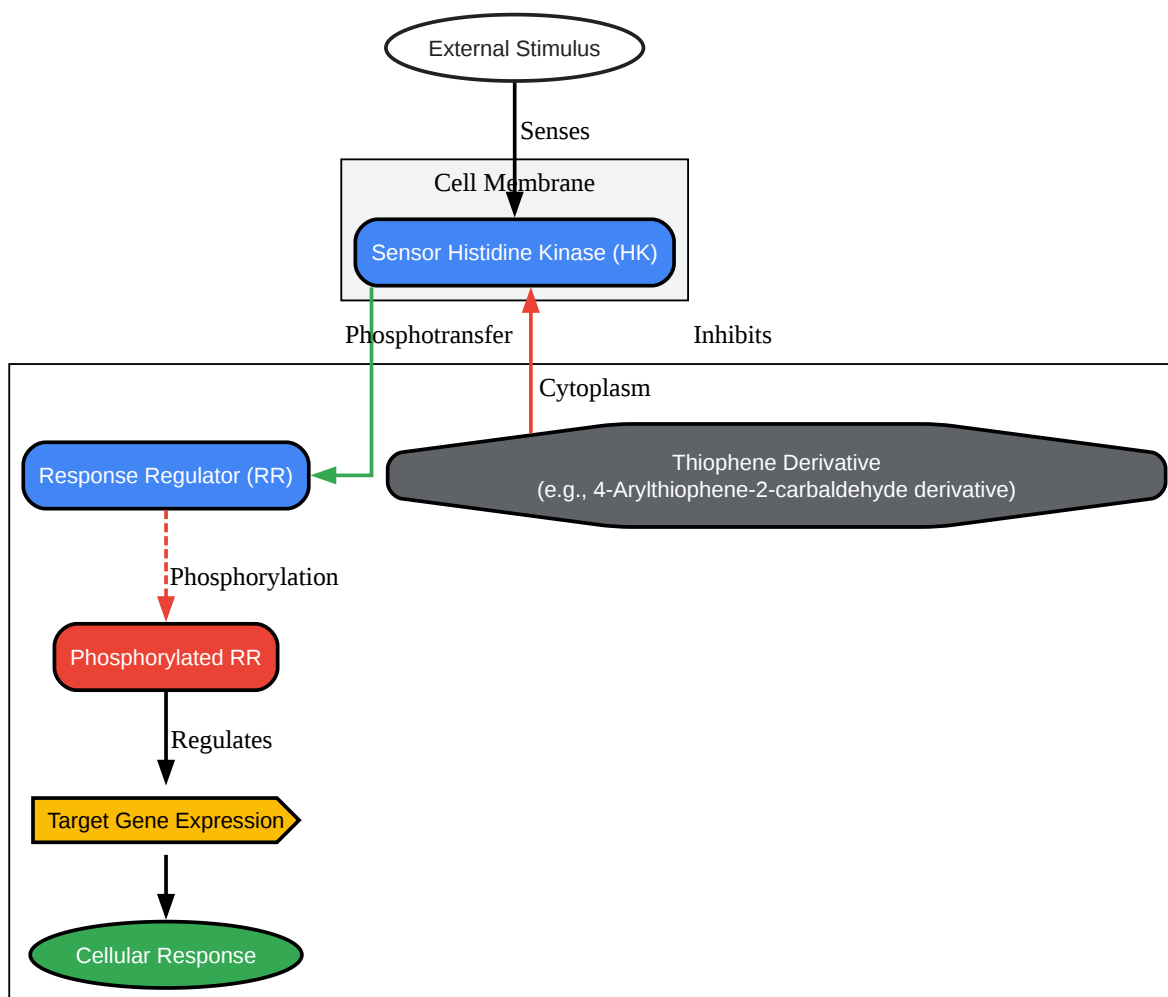 External Stimulus
Senses
Cell Membrane
Sensor Histidine Kinase (HK)
Phosphotransfer
Inhibits
Cytoplasm
Response Regulator (RR)
Thiophene Derivative
(e.g., 4-Arylthiophene-2-carbaldehyde derivative)
Phosphorylation
Phosphorylated RR
Regulates
Target Gene Expression
Cellular Response